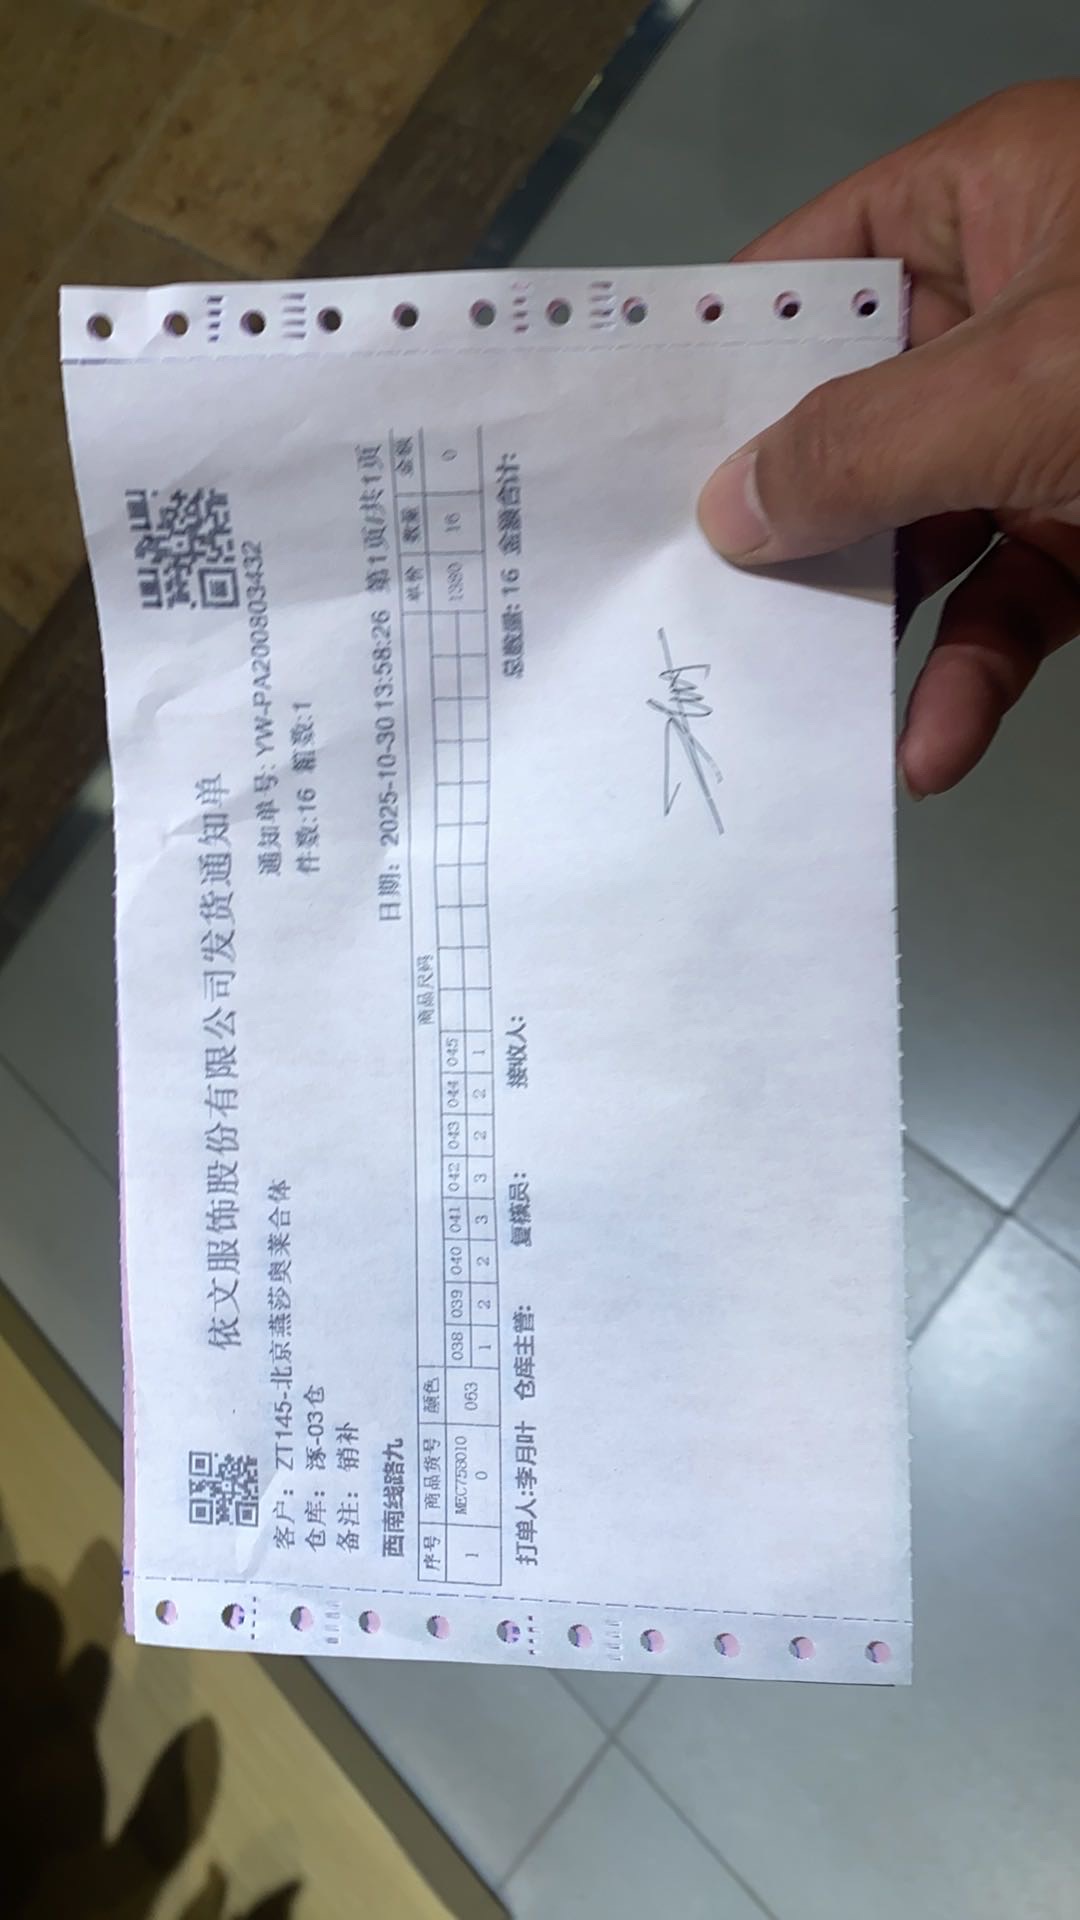 依文服饰股份有限公司发货通知单
客户：ZT145-北京燕莎奥莱合体 通知单号: YW-PA200803432
仓库：涿-03仓 件数:16 箱数:1
备注：销补
西南线路九 日期：2025-10-30 13:58:26 第1页/共1页
序号 商品货号 颜色 商品尺码 单价 数量 金额
038 039 040 041 042 043 044 045
1 MEC7583010 063 1 2 2 3 3 2 2 1 1380 16 0
0
总数量: 16 金额合计:
打单人:李月叶 仓库主管: 复核员: 接收人: